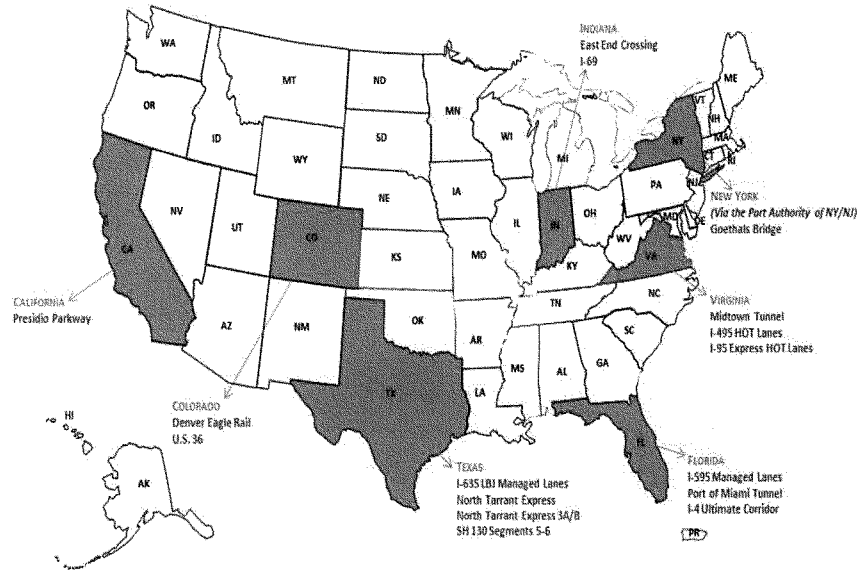 INDIANA
East End Crossing
I-69
WA
MT
ND
MN
ME
OR
ID
SD
WI
MI
VT
NH
NY
MA
CT
RI
WY
NE
IA
PA
NJ
NV
UT
CO
IL
IN
OH
MD
DE
NEW YORK
(Via the Port Authority of NY/NJ)
Goethals Bridge
CA
KS
MO
WV
VA
KY
CALIFORNIA
Presidio Parkway
AZ
NM
OK
AR
TN
NC
SC
VIRGINIA
Midtown Tunnel
I-495 HOT Lanes
I-95 Express HOT Lanes
TX
LA
MS
AL
GA
FL
COLORADO
Denver Eagle Rail
U.S. 36
HI
AK
TEXAS
I-635 LBJ Managed Lanes
North Tarrant Express
North Tarrant Express 3A/B
SH 130 Segments 5-6
FLORIDA
I-595 Managed Lanes
Port of Miami Tunnel
I-4 Ultimate Corridor
PR